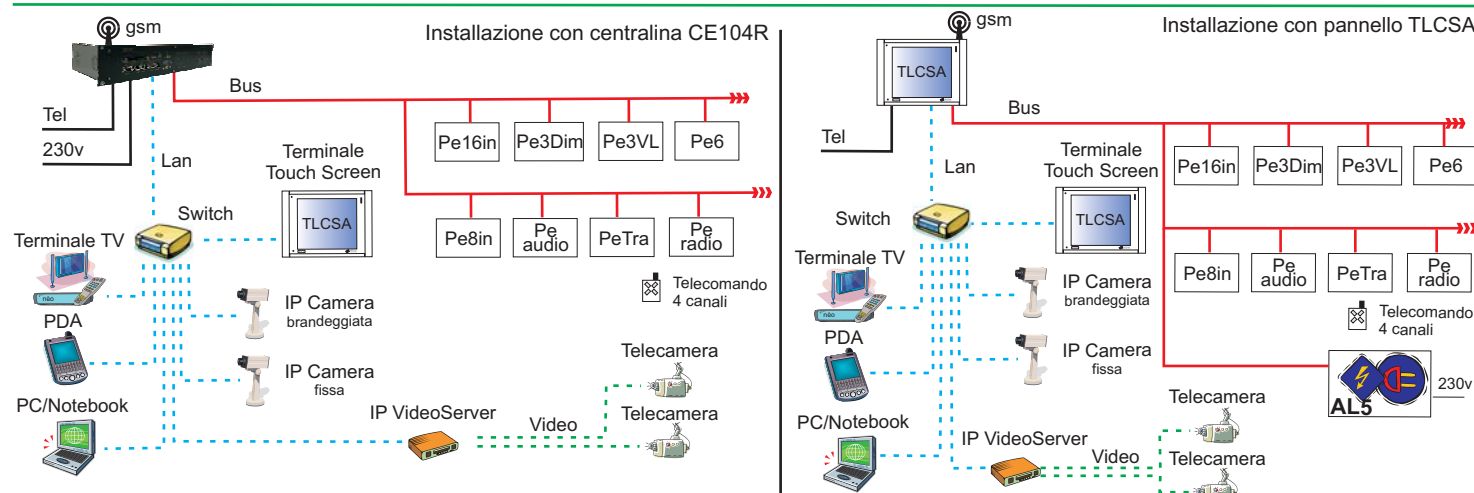 gsm
Installazione con centralina CE104R
Bus
Tel
230v
Lan
Pe16in
Pe3Dim
Pe3VL
Pe6
Terminale
Touch Screen
TLCSA
Switch
Pe8in
Pe
audio
PeTra
Pe
radio
Terminale TV
nêo
Telecomando
4 canali
IP Camera
brandeggiata
PDA
IP Camera
fissa
Telecamera
PC/Notebook
IP VideoServer
Video
Telecamera
gsm
Installazione con pannello TLCSA
TLCSA
Bus
Tel
Lan
Pe16in
Pe3Dim
Pe3VL
Pe6
Terminale
Touch Screen
TLCSA
Switch
Pe8in
Pe
audio
PeTra
Pe
radio
Terminale TV
nêo
Telecomando
4 canali
IP Camera
brandeggiata
PDA
IP Camera
fissa
AL5
230v
Telecamera
PC/Notebook
IP VideoServer
Video
Telecamera